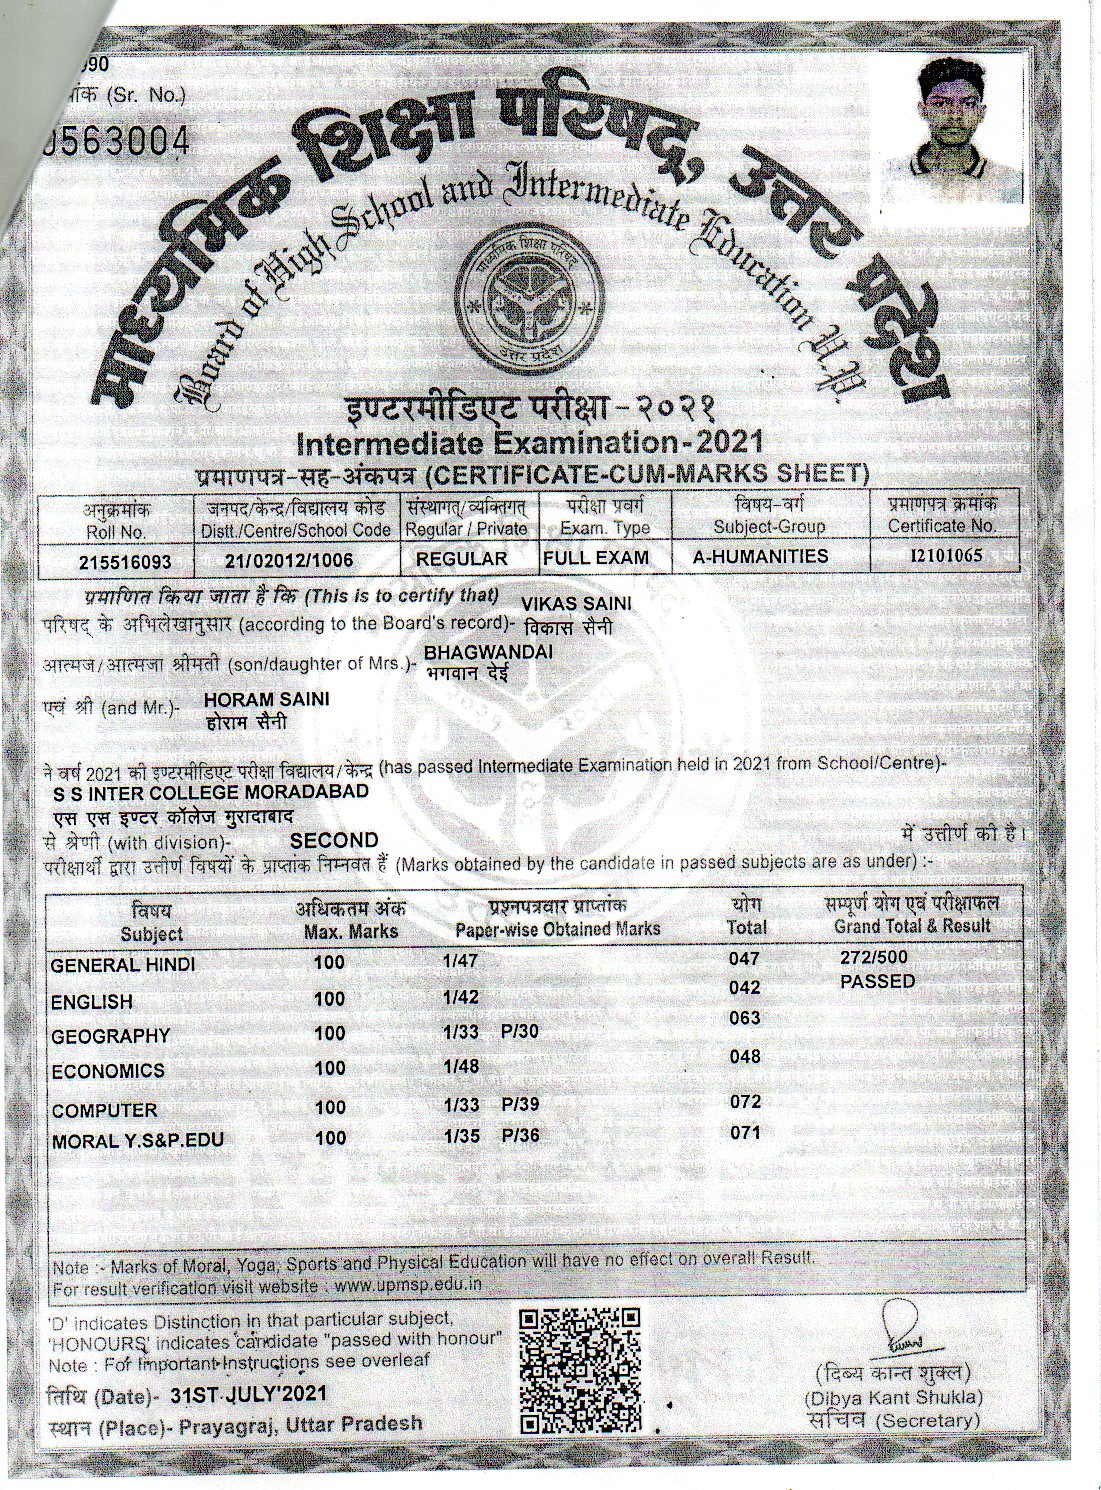 990
ांक (Sr. No.)
0563004
माध्यमिक शिक्षा परिषद्, उत्तर प्रदेश
Board of High School and Intermediate Education U.P.
माध्यमिक शिक्षा परिषद्
उत्तर प्रदेश
इण्टरमीडिएट परीक्षा - २०२१
Intermediate Examination - 2021
प्रमाणपत्र-सह-अंकपत्र (CERTIFICATE-CUM-MARKS SHEET)
अनुक्रमांक जनपद/केन्द्र/विद्यालय कोड संस्थागत्/व्यक्तिगत् परीक्षा प्रवर्ग विषय-वर्ग प्रमाणपत्र क्रमांक
Roll No. Distt./Centre/School Code Regular / Private Exam. Type Subject-Group Certificate No.
215516093 21/02012/1006 REGULAR FULL EXAM A-HUMANITIES 12101065
प्रमाणित किया जाता है कि (This is to certify that) VIKAS SAINI
परिषद् के अभिलेखानुसार (according to the Board's record)- विकास सैनी
आत्मज/आत्मजा श्रीमती (son/daughter of Mrs.)- BHAGWANDAI
भगवान देई
एवं श्री (and Mr.)- HORAM SAINI
होराम सैनी
ने वर्ष 2021 की इण्टरमीडिएट परीक्षा विद्यालय/केन्द्र (has passed Intermediate Examination held in 2021 from School/Centre)-
S S INTER COLLEGE MORADABAD
एस एस इण्टर कॉलेज मुरादाबाद
से श्रेणी (with division)- SECOND में उत्तीर्ण की है।
परीक्षार्थी द्वारा उत्तीर्ण विषयों के प्राप्तांक निम्नवत हैं (Marks obtained by the candidate in passed subjects are as under) :-
विषय अधिकतम अंक प्रश्नपत्रवार प्राप्तांक योग सम्पूर्ण योग एवं परीक्षाफल
Subject Max. Marks Paper-wise Obtained Marks Total Grand Total & Result
GENERAL HINDI 100 1/47 047 272/500
PASSED
ENGLISH 100 1/42 042
GEOGRAPHY 100 1/33 P/30 063
ECONOMICS 100 1/48 048
COMPUTER 100 1/33 P/39 072
MORAL Y.S&P.EDU 100 1/35 P/36 071
Note :- Marks of Moral, Yoga, Sports and Physical Education will have no effect on overall Result.
For result verification visit website : www.upmsp.edu.in
'D' indicates Distinction in that particular subject,
'HONOURS' indicates candidate "passed with honour"
Note : For Important Instructions see overleaf
तिथि (Date)- 31ST JULY'2021
स्थान (Place)- Prayagraj, Uttar Pradesh
(दिब्य कान्त शुक्ल)
(Dibya Kant Shukla)
सचिव (Secretary)